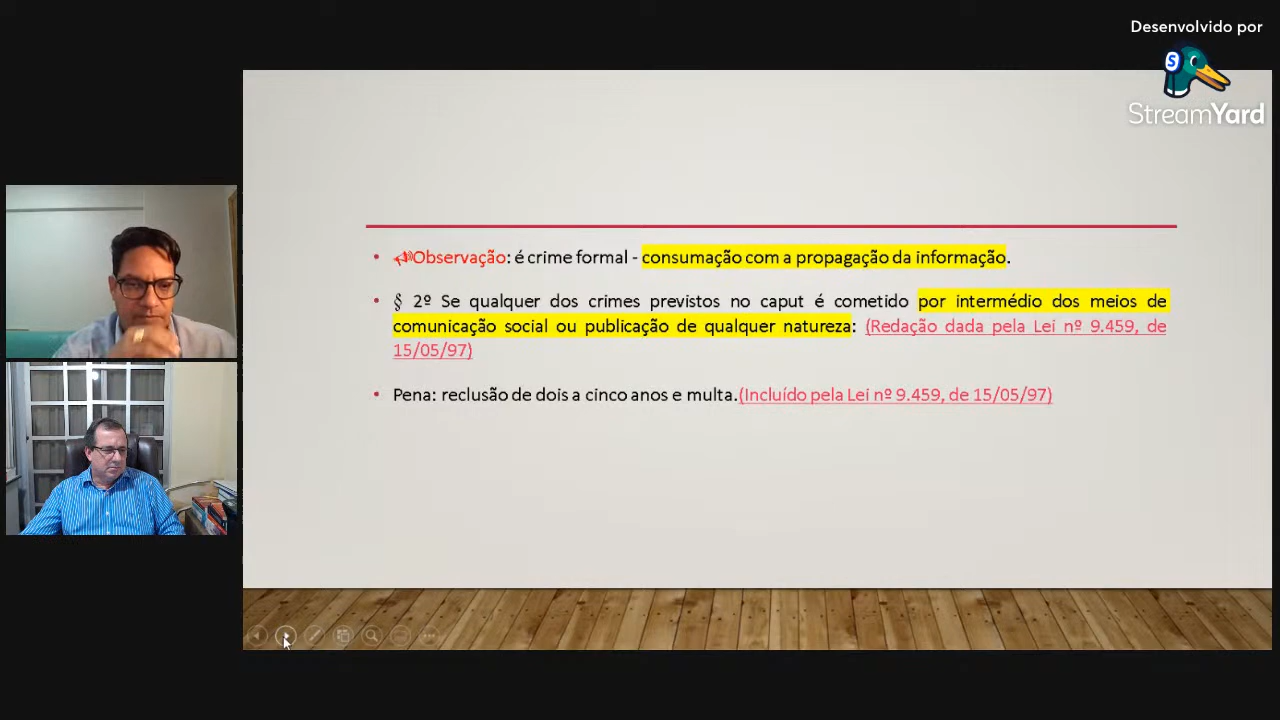 Desenvolvido por
StreamYard
Observação: é crime formal - consumação com a propagação da informação.
§ 2º Se qualquer dos crimes previstos no caput é cometido por intermédio dos meios de
comunicação social ou publicação de qualquer natureza: (Redação dada pela Lei nº 9.459, de
15/05/97)
Pena: reclusão de dois a cinco anos e multa.(Incluído pela Lei nº 9.459, de 15/05/97)